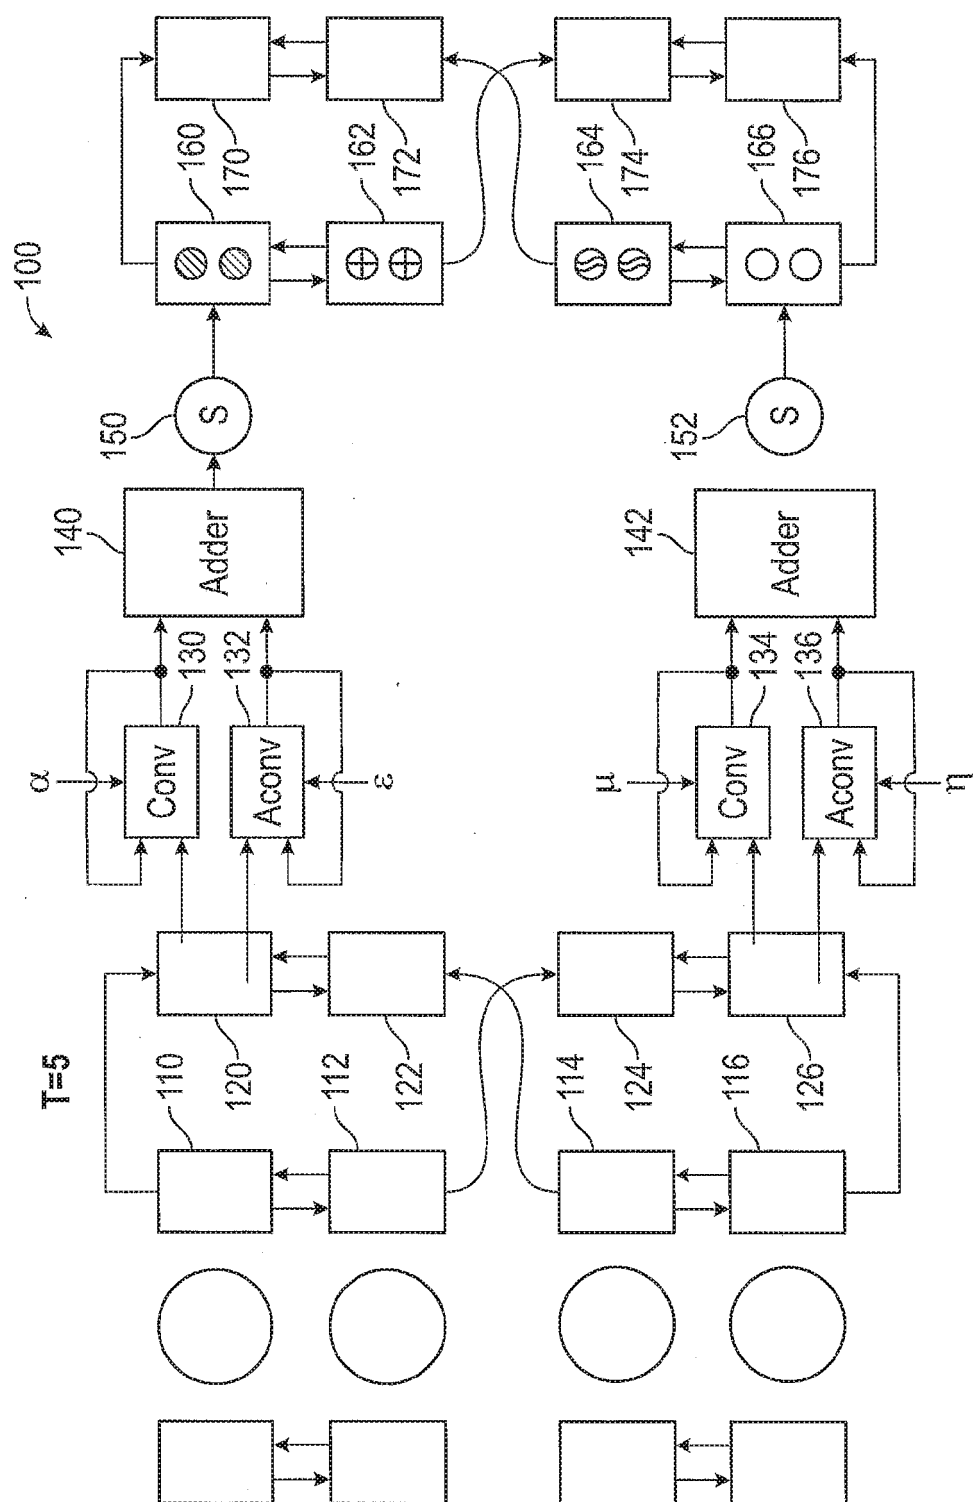 100
T=5
110
120
112
122
114
124
116
126
α
Conv
130
Aconv
132
ε
μ
Conv
134
Aconv
136
η
140
Adder
142
Adder
150
S
152
S
160
170
162
172
164
174
166
176